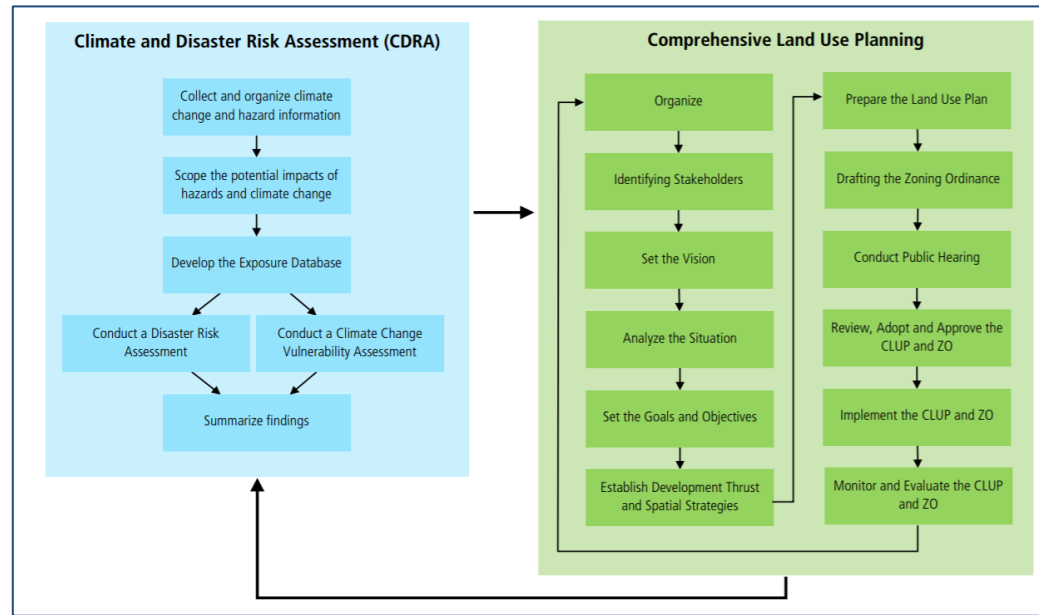 Climate and Disaster Risk Assessment (CDRA)
Collect and organize climate
change and hazard information
Scope the potential impacts of
hazards and climate change
Develop the Exposure Database
Conduct a Disaster Risk
Assessment
Conduct a Climate Change
Vulnerability Assessment
Summarize findings
Comprehensive Land Use Planning
Organize
Identifying Stakeholders
Set the Vision
Analyze the Situation
Set the Goals and Objectives
Establish Development Thrust
and Spatial Strategies
Prepare the Land Use Plan
Drafting the Zoning Ordinance
Conduct Public Hearing
Review, Adopt and Approve the
CLUP and ZO
Implement the CLUP and ZO
Monitor and Evaluate the CLUP
and ZO